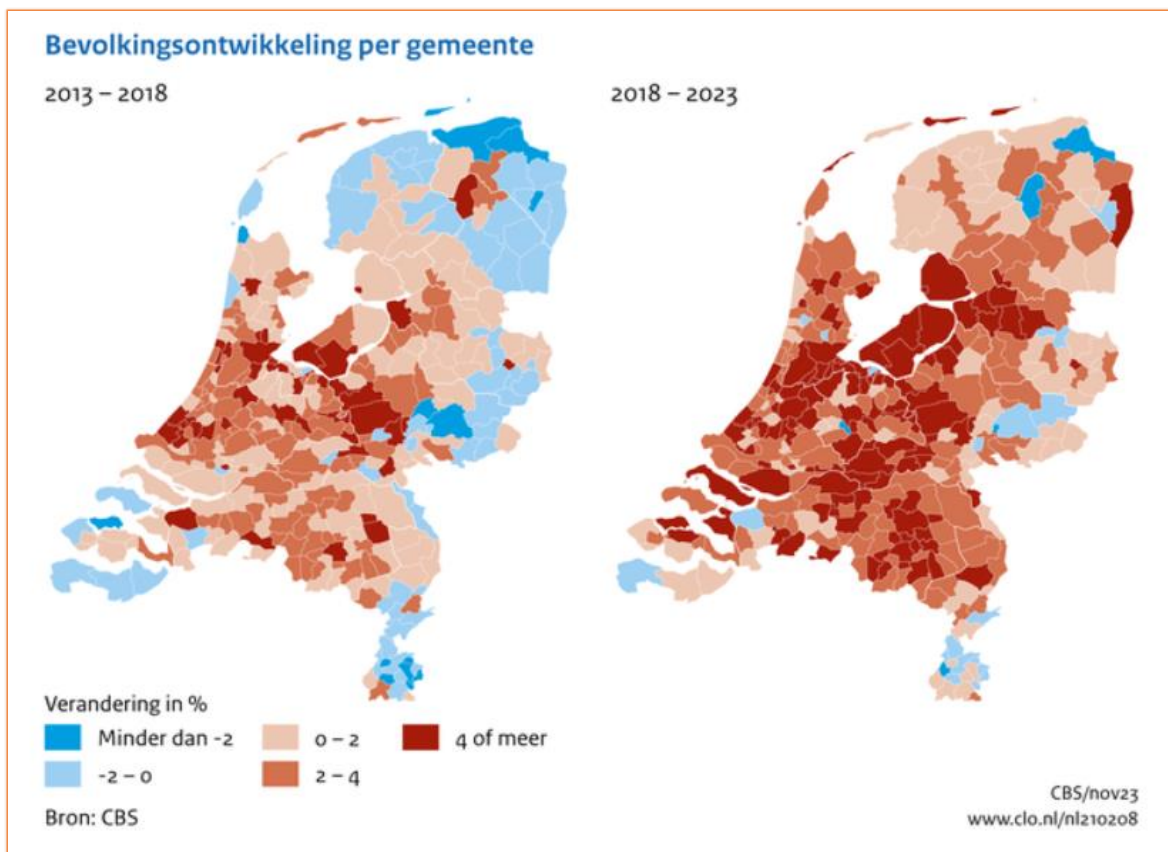 Bevolkingsontwikkeling per gemeente
2013 – 2018
2018 – 2023
Verandering in %
Minder dan -2
0 – 2
4 of meer
-2 – 0
2 – 4
Bron: CBS
CBS/nov23
www.clo.nl/nl210208